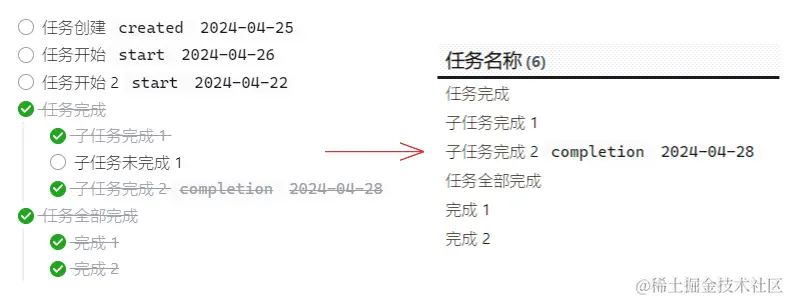 任务创建 created 2024-04-25
任务开始 start 2024-04-26
任务开始 2 start 2024-04-22
任务完成
子任务完成 1
子任务未完成 1
子任务完成 2 completion 2024-04-28
任务全部完成
完成 1
完成 2
任务名称 (6)
任务完成
子任务完成 1
子任务完成 2 completion 2024-04-28
任务全部完成
完成 1
完成 2
@稀土掘金技术社区